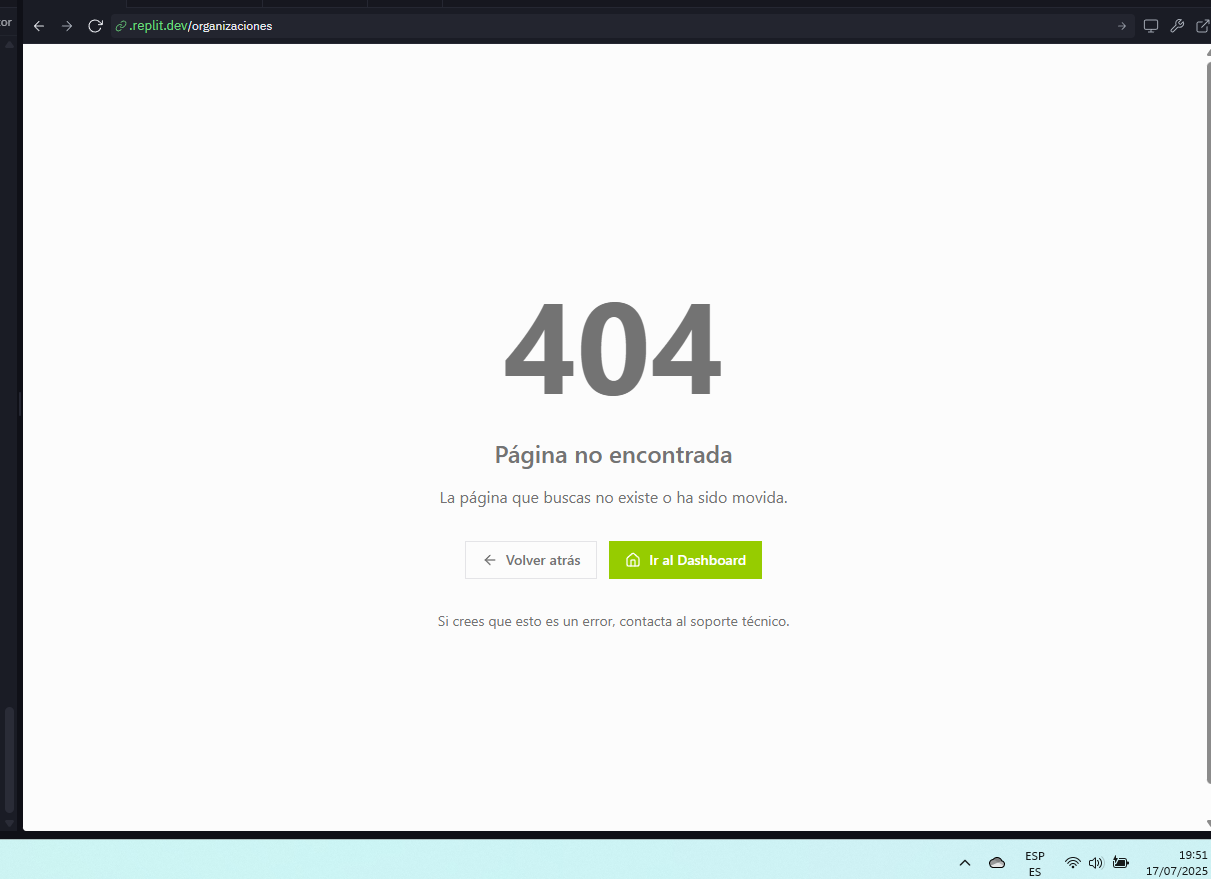 or
.replit.dev/organizaciones
404
Página no encontrada
La página que buscas no existe o ha sido movida.
Volver atrás
Ir al Dashboard
Si crees que esto es un error, contacta al soporte técnico.
ESP
ES
19:51
17/07/2025